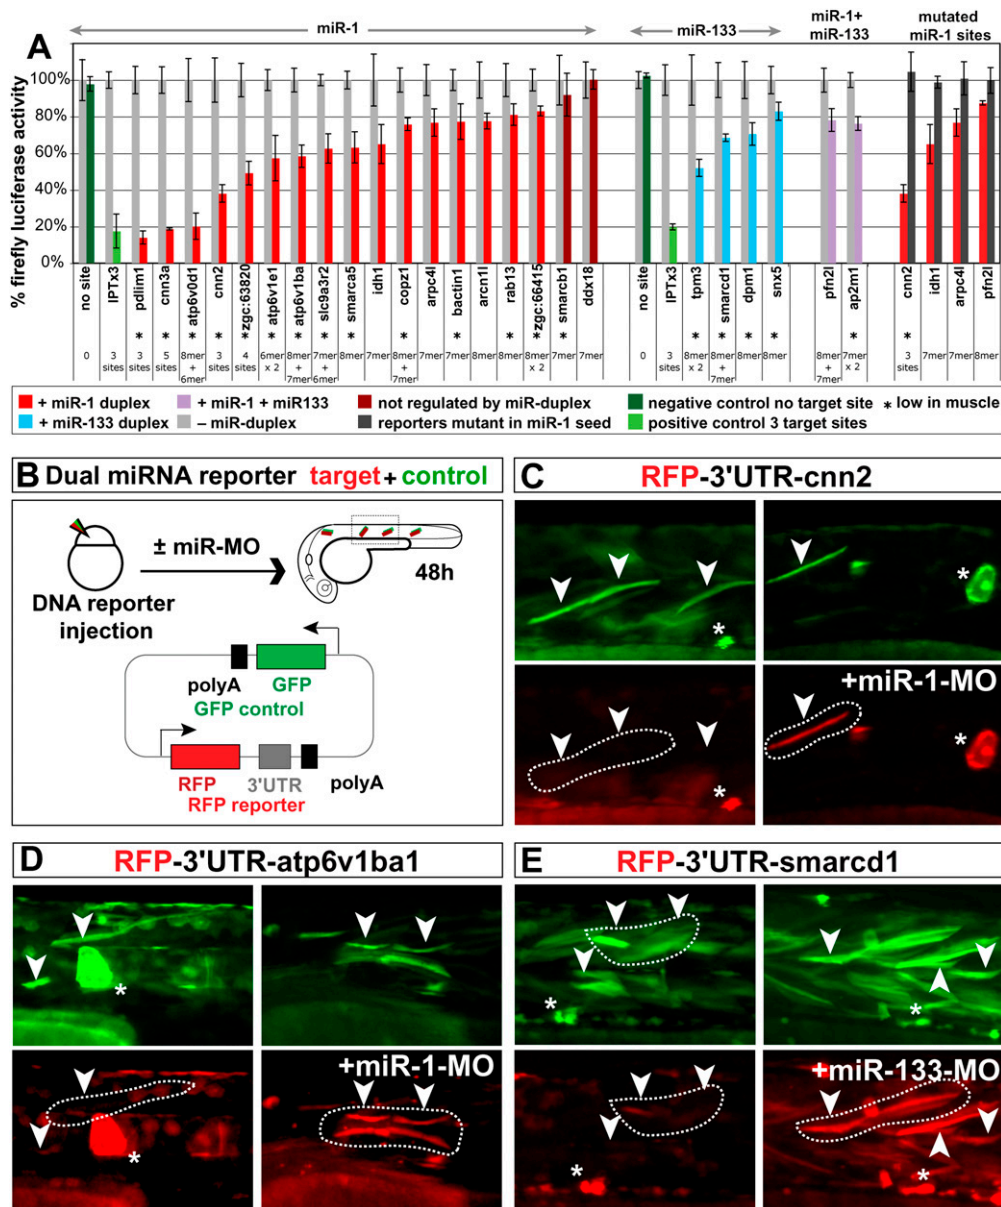 A
miR-1
miR-133
miR-1+
miR-133
mutated
miR-1 sites
% firefly luciferase activity
100%
80%
60%
40%
20%
0%
no site
IPTx3
pdlim1
cnn3a
atp6v0d1
cnn2
zgc:63820
atp6v1e1
atp6v1ba
slc9a3r2
smarca5
idh1
copz1
arpc4l
bactin1
arcn1l
rab13
zgc:66415
smarcb1
ddx18
no site
IPTx3
tpm3
smarcd1
dpm1
snx5
pfn2l
ap2m1
cnn2
idh1
arpc4l
pfn2l
* * * * * * * * * * * * * * * * * * * *
0
3 sites
3 sites
5 sites
8mer + 6mer
3 sites
4 sites
6mer x 2
8mer + 7mer
7mer + 6mer
8mer
7mer
8mer + 7mer
7mer
7mer
7mer
8mer
8mer x 2
7mer
7mer
0
3 sites
8mer x 2
8mer + 7mer
8mer
8mer
8mer + 7mer
7mer x 2
3 sites
7mer
7mer
7mer
+ miR-1 duplex
+ miR-1 + miR133
not regulated by miR-duplex
negative control no target site
* low in muscle
+ miR-133 duplex
– miR-duplex
reporters mutant in miR-1 seed
positive control 3 target sites
B Dual miRNA reporter target + control
± miR-MO
48h
DNA reporter
injection
polyA GFP
GFP control
RFP 3'UTR polyA
RFP reporter
C RFP-3'UTR-cnn2
*
*
+miR-1-MO
*
*
D RFP-3'UTR-atp6v1ba1
*
+miR-1-MO
*
E RFP-3'UTR-smarcd1
*
*
+miR-133-MO
*
*